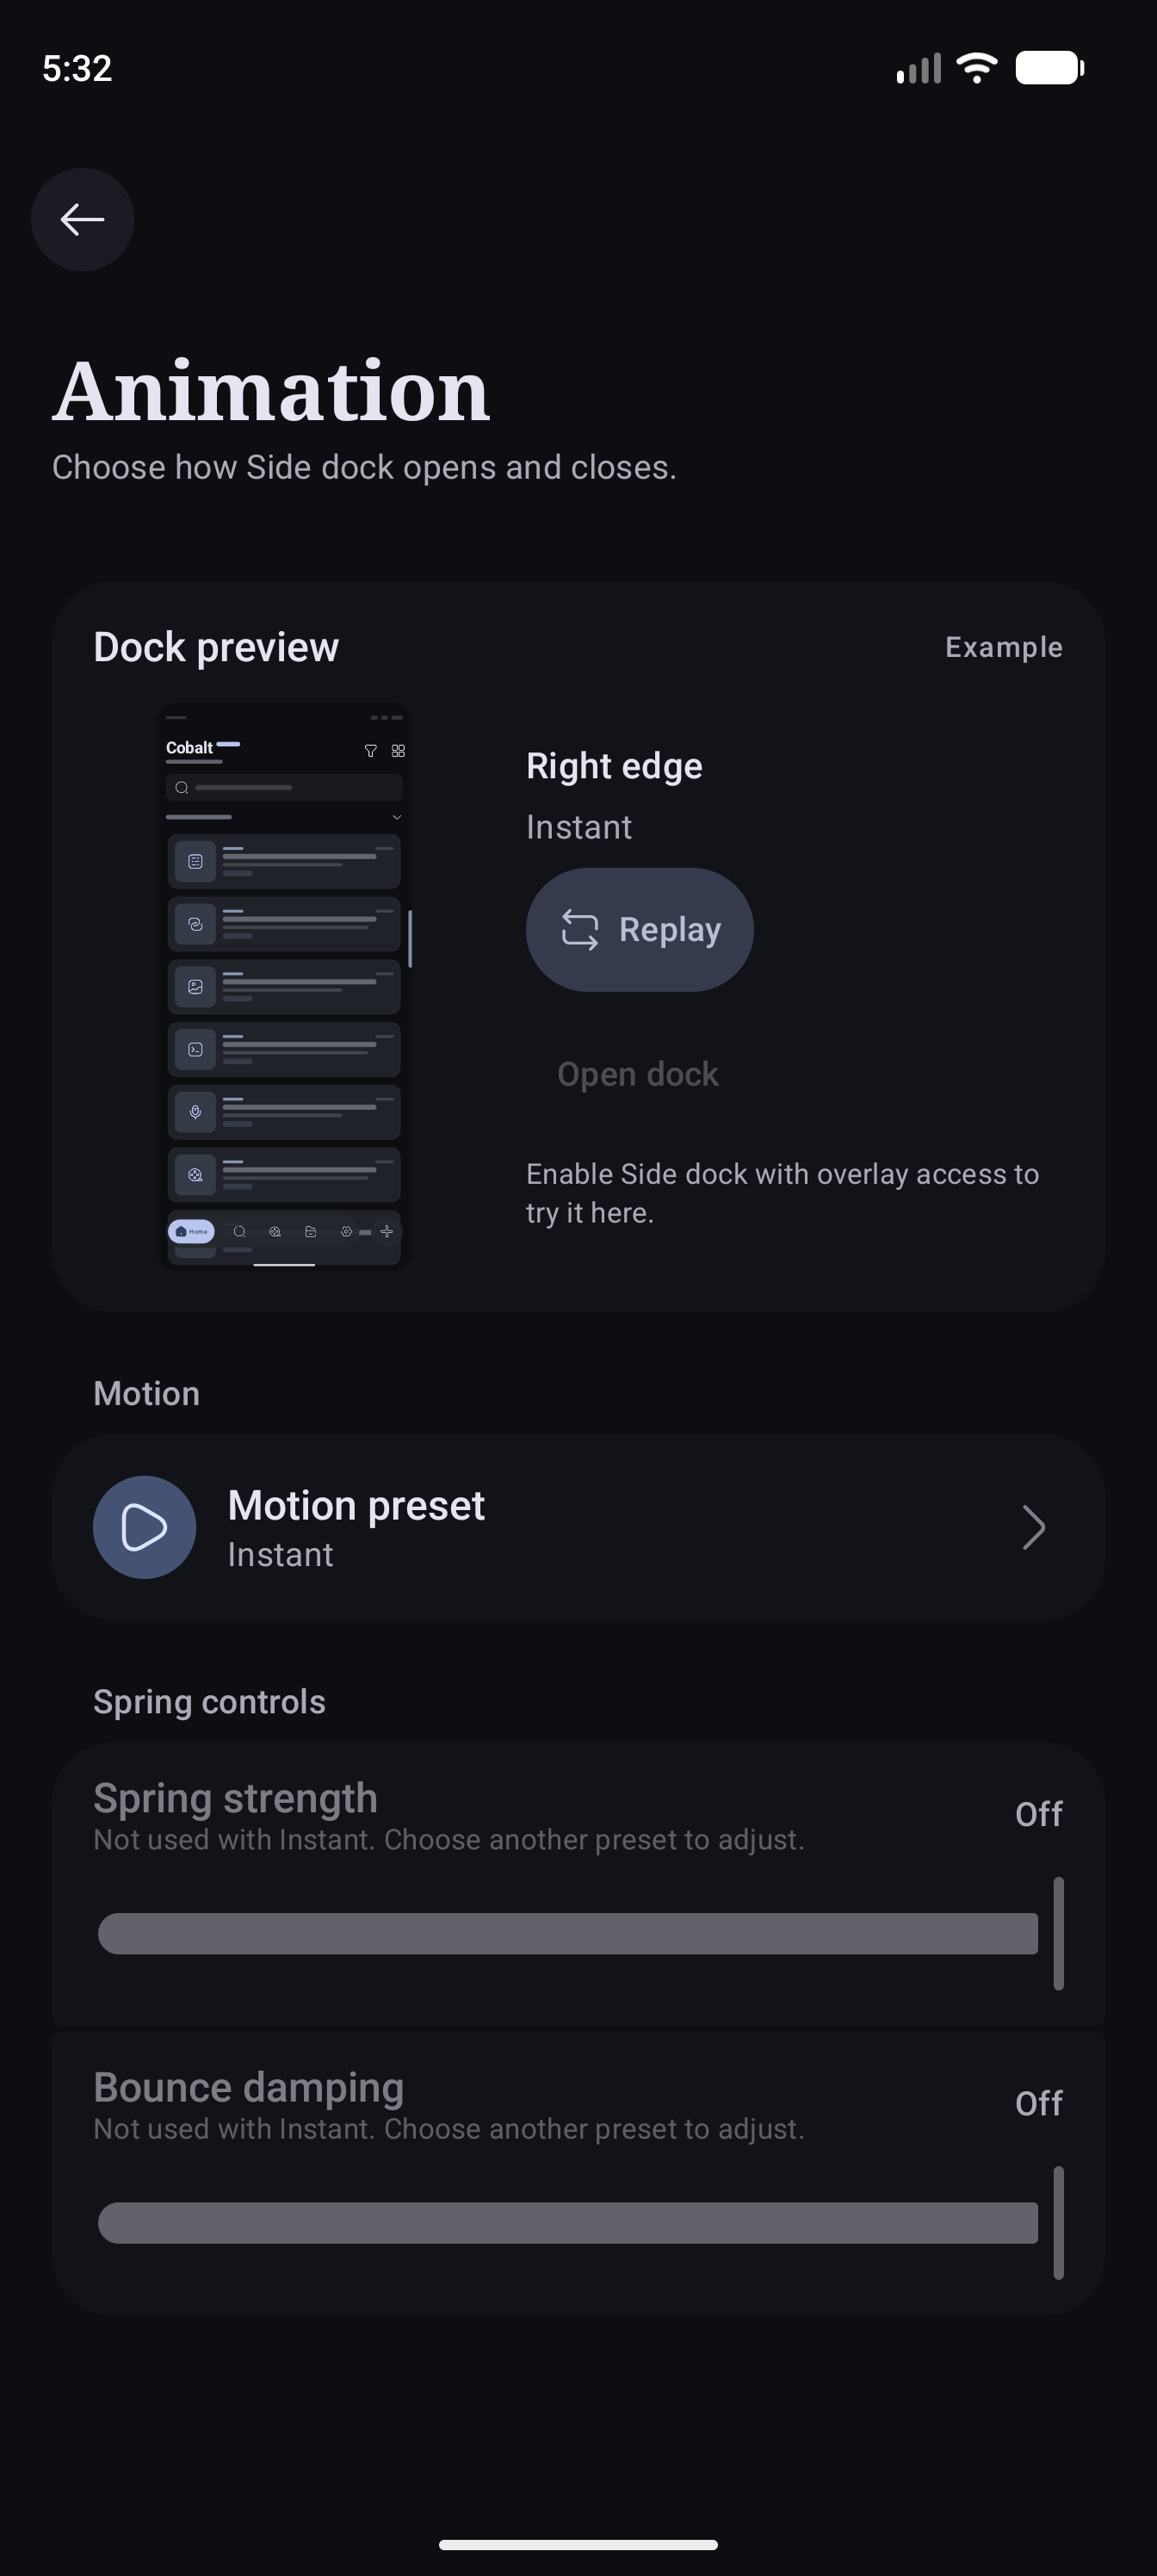 5:32
Animation
Choose how Side dock opens and closes.
Dock preview
Example
Cobalt
Home
Right edge
Instant
Replay
Open dock
Enable Side dock with overlay access to
try it here.
Motion
Motion preset
Instant
Spring controls
Spring strength
Not used with Instant. Choose another preset to adjust.
Off
Bounce damping
Not used with Instant. Choose another preset to adjust.
Off